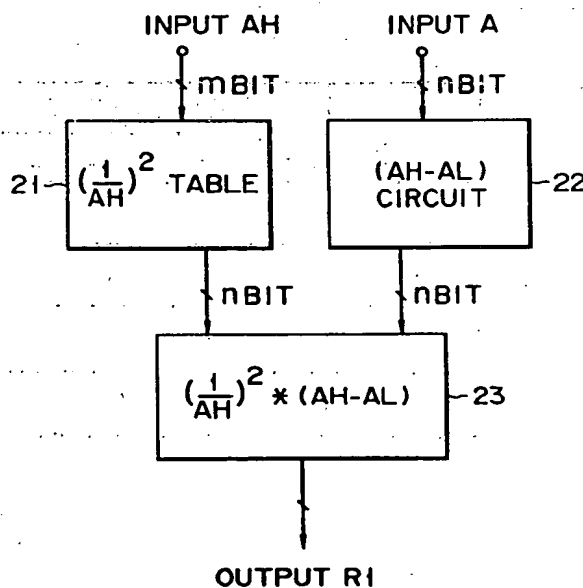 INPUT AH
INPUT A
mBIT
nBIT
21
(1/AH)² TABLE
(AH-AL)
CIRCUIT
22
nBIT
nBIT
(1/AH)² * (AH-AL)
23
OUTPUT R1